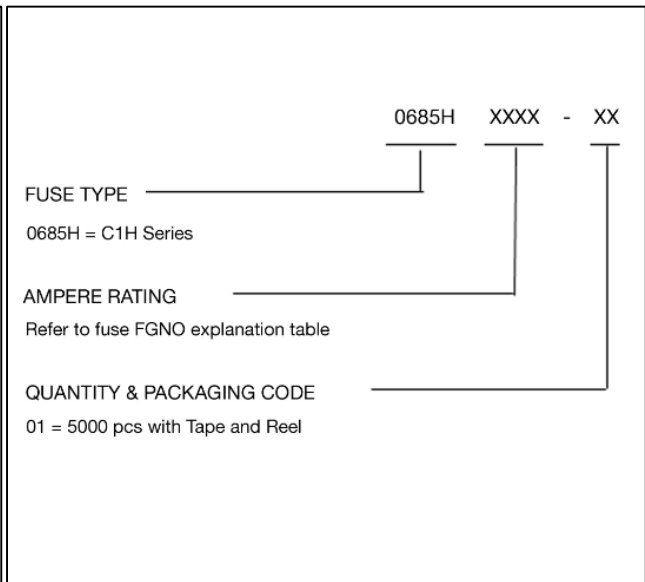 0685H XXXX - XX
FUSE TYPE
0685H = C1H Series
AMPERE RATING
Refer to fuse FGNO explanation table
QUANTITY & PACKAGING CODE
01 = 5000 pcs with Tape and Reel